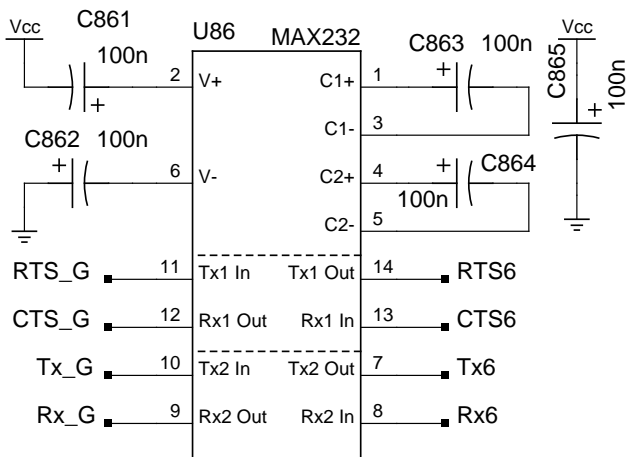 Vcc
C861
100n
+
U86
MAX232
2
V+
C1+
1
C863
100n
+
C1-
3
C865
100n
Vcc
+
C862
100n
+
6
V-
C2+
4
+
C864
100n
C2-
5
RTS_G
11
Tx1 In
Tx1 Out
14
RTS6
CTS_G
12
Rx1 Out
Rx1 In
13
CTS6
Tx_G
10
Tx2 In
Tx2 Out
7
Tx6
Rx_G
9
Rx2 Out
Rx2 In
8
Rx6